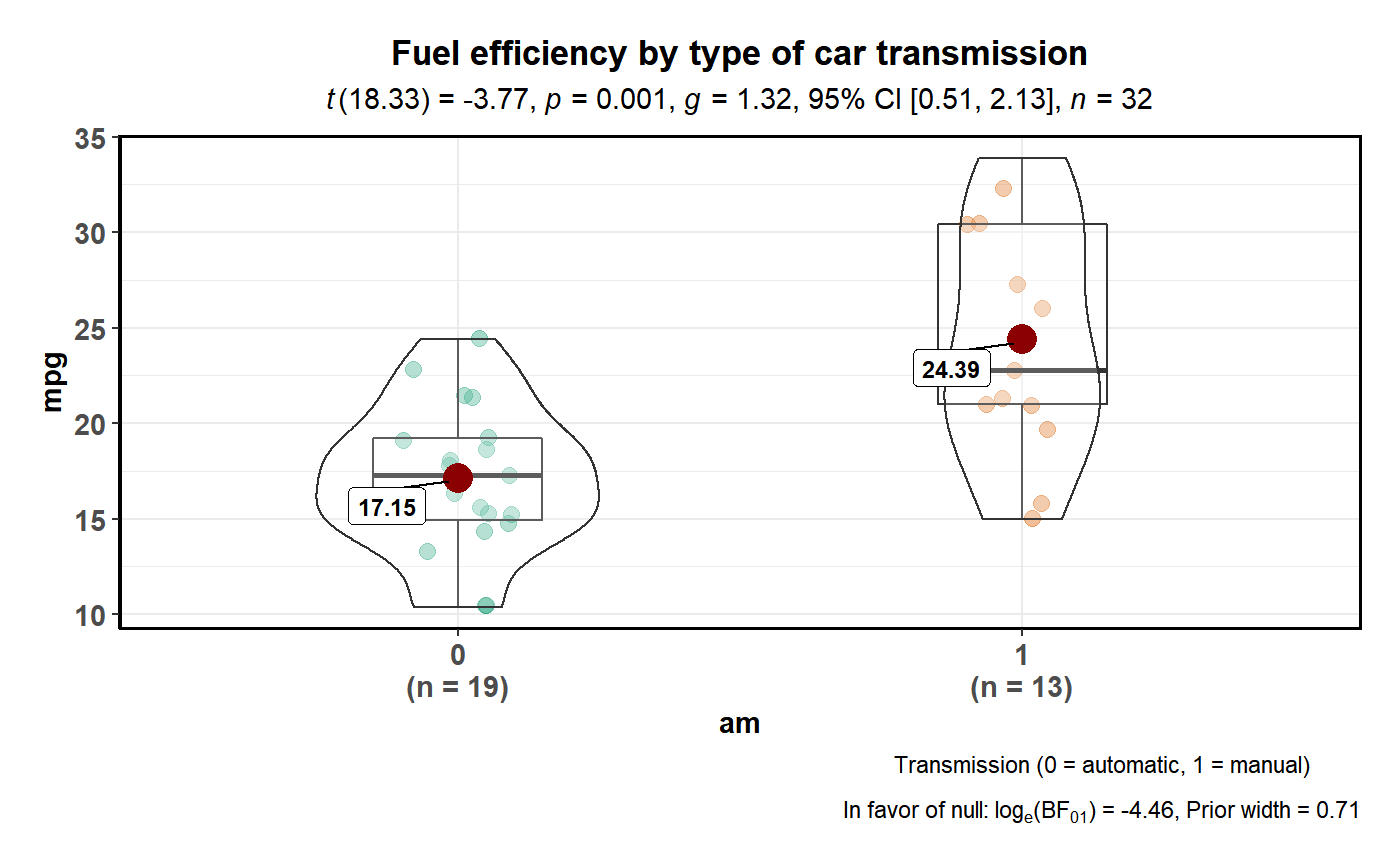 Fuel efficiency by type of car transmission
t(18.33) = -3.77, p = 0.001, g = 1.32, 95% CI [0.51, 2.13], n = 32
35
30
25
20
15
10
mpg
24.39
17.15
0
(n = 19)
1
(n = 13)
am
Transmission (0 = automatic, 1 = manual)
In favor of null: logₑ(BF₀₁) = -4.46, Prior width = 0.71